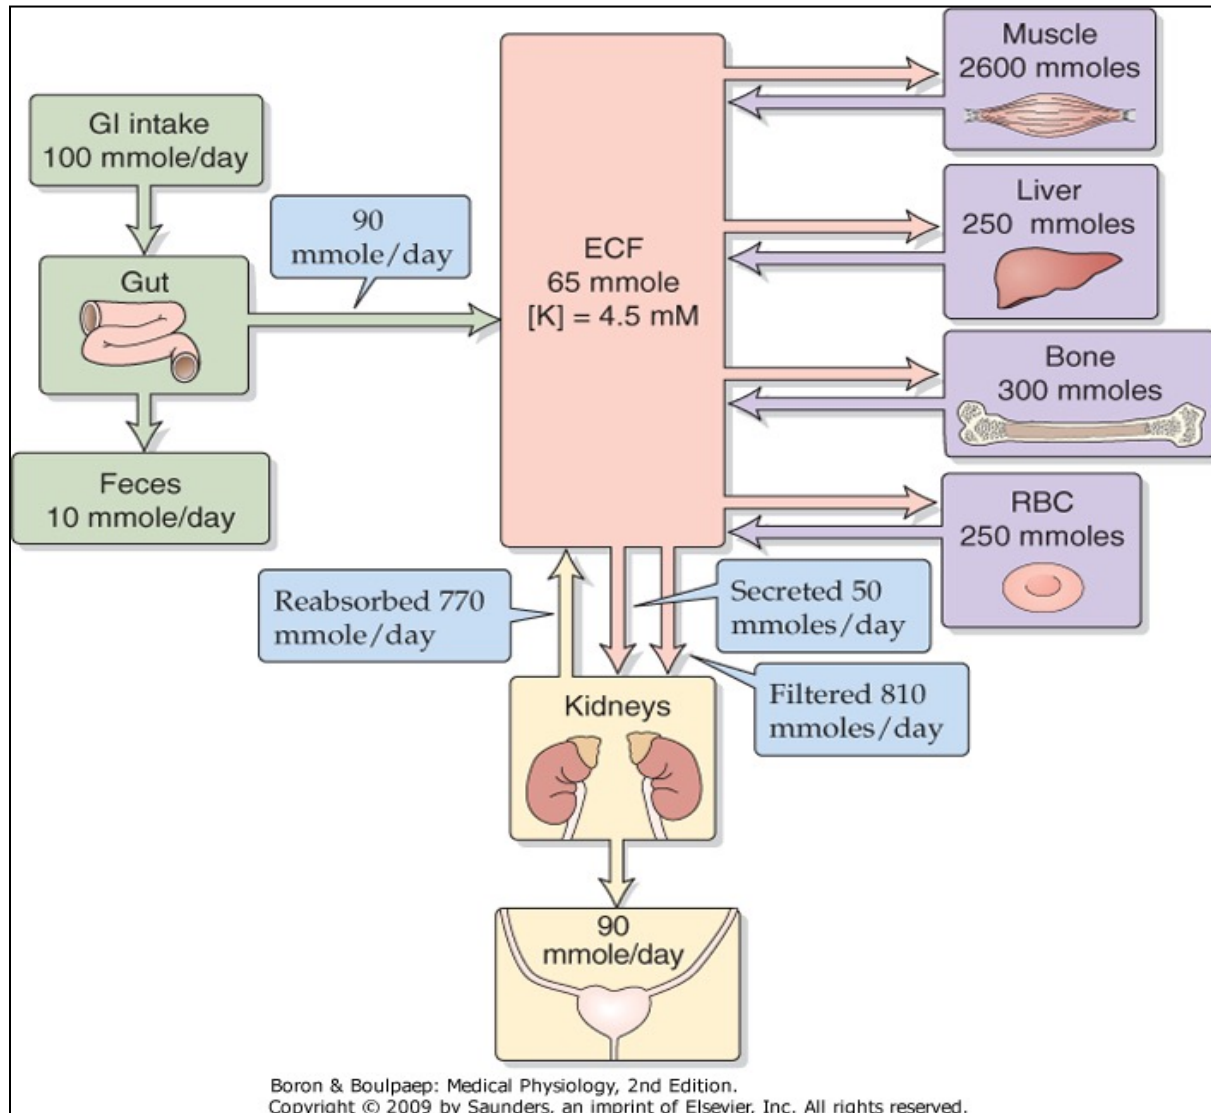 GI intake
100 mmole/day
90
mmole/day
Gut
Feces
10 mmole/day
ECF
65 mmole
[K] = 4.5 mM
Muscle
2600 mmoles
Liver
250 mmoles
Bone
300 mmoles
RBC
250 mmoles
Reabsorbed 770
mmole/day
Secreted 50
mmoles/day
Filtered 810
mmoles/day
Kidneys
90
mmole/day
Boron & Boulpaep: Medical Physiology, 2nd Edition.
Copyright © 2009 by Saunders, an imprint of Elsevier, Inc. All rights reserved.